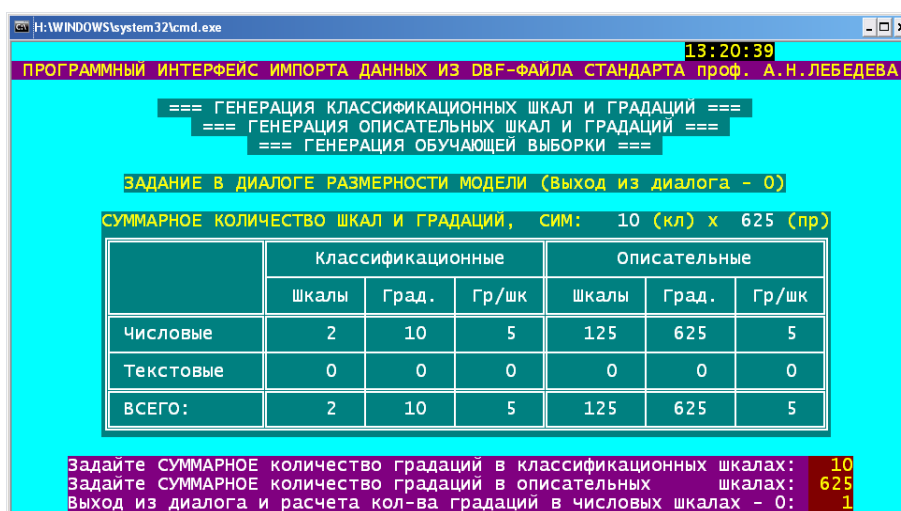 H:\WINDOWS\system32\cmd.exe
13:20:39
ПРОГРАММНЫЙ ИНТЕРФЕЙС ИМПОРТА ДАННЫХ ИЗ DBF-ФАЙЛА СТАНДАРТА проф. А.Н.ЛЕБЕДЕВА
=== ГЕНЕРАЦИЯ КЛАССИФИКАЦИОННЫХ ШКАЛ И ГРАДАЦИЙ ===
=== ГЕНЕРАЦИЯ ОПИСАТЕЛЬНЫХ ШКАЛ И ГРАДАЦИЙ ===
=== ГЕНЕРАЦИЯ ОБУЧАЮЩЕЙ ВЫБОРКИ ===
ЗАДАНИЕ В ДИАЛОГЕ РАЗМЕРНОСТИ МОДЕЛИ (Выход из диалога - 0)
СУММАРНОЕ КОЛИЧЕСТВО ШКАЛ И ГРАДАЦИЙ, СИМ: 10 (кл) x 625 (пр)
Классификационные Описательные
Шкалы Град. Гр/шк Шкалы Град. Гр/шк
Числовые 2 10 5 125 625 5
Текстовые 0 0 0 0 0 0
ВСЕГО: 2 10 5 125 625 5
Задайте СУММАРНОЕ количество градаций в классификационных шкалах: 10
Задайте СУММАРНОЕ количество градаций в описательных шкалах: 625
Выход из диалога и расчета кол-ва градаций в числовых шкалах - 0: 1